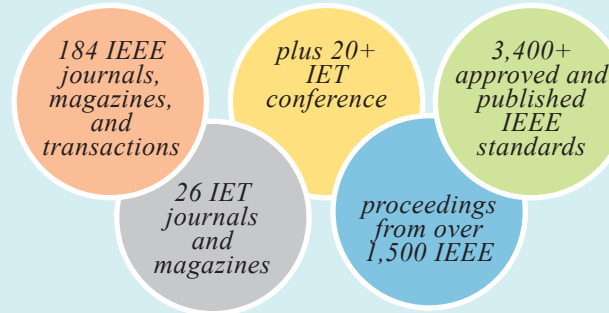 184 IEEE
journals,
magazines,
and
transactions
26 IET
journals
and
magazines
plus 20+
IET
conference
proceedings
from over
1,500 IEEE
3,400+
approved and
published
IEEE
standards